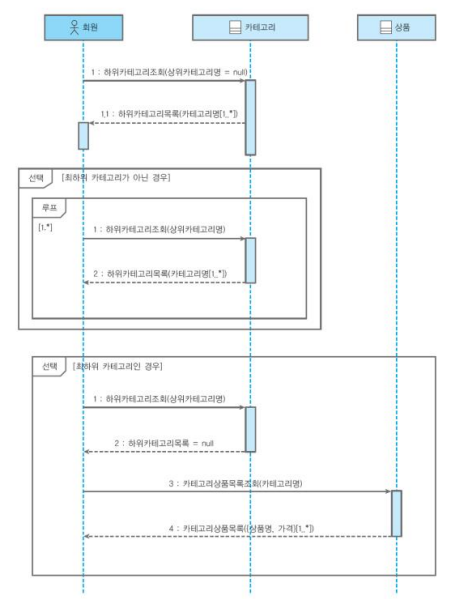 회원
카테고리
상품
1 : 하위카테고리조회(상위카테고리명 = null)
1.1 : 하위카테고리목록(카테고리명[1..*])
선택
[최하위 카테고리가 아닌 경우]
루프
[1..*]
1 : 하위카테고리조회(상위카테고리명)
2 : 하위카테고리목록(카테고리명[1..*])
선택
[최하위 카테고리인 경우]
1 : 하위카테고리조회(상위카테고리명)
2 : 하위카테고리목록 = null
3 : 카테고리상품목록조회(카테고리명)
4 : 카테고리상품목록([상품명, 가격][1..*])